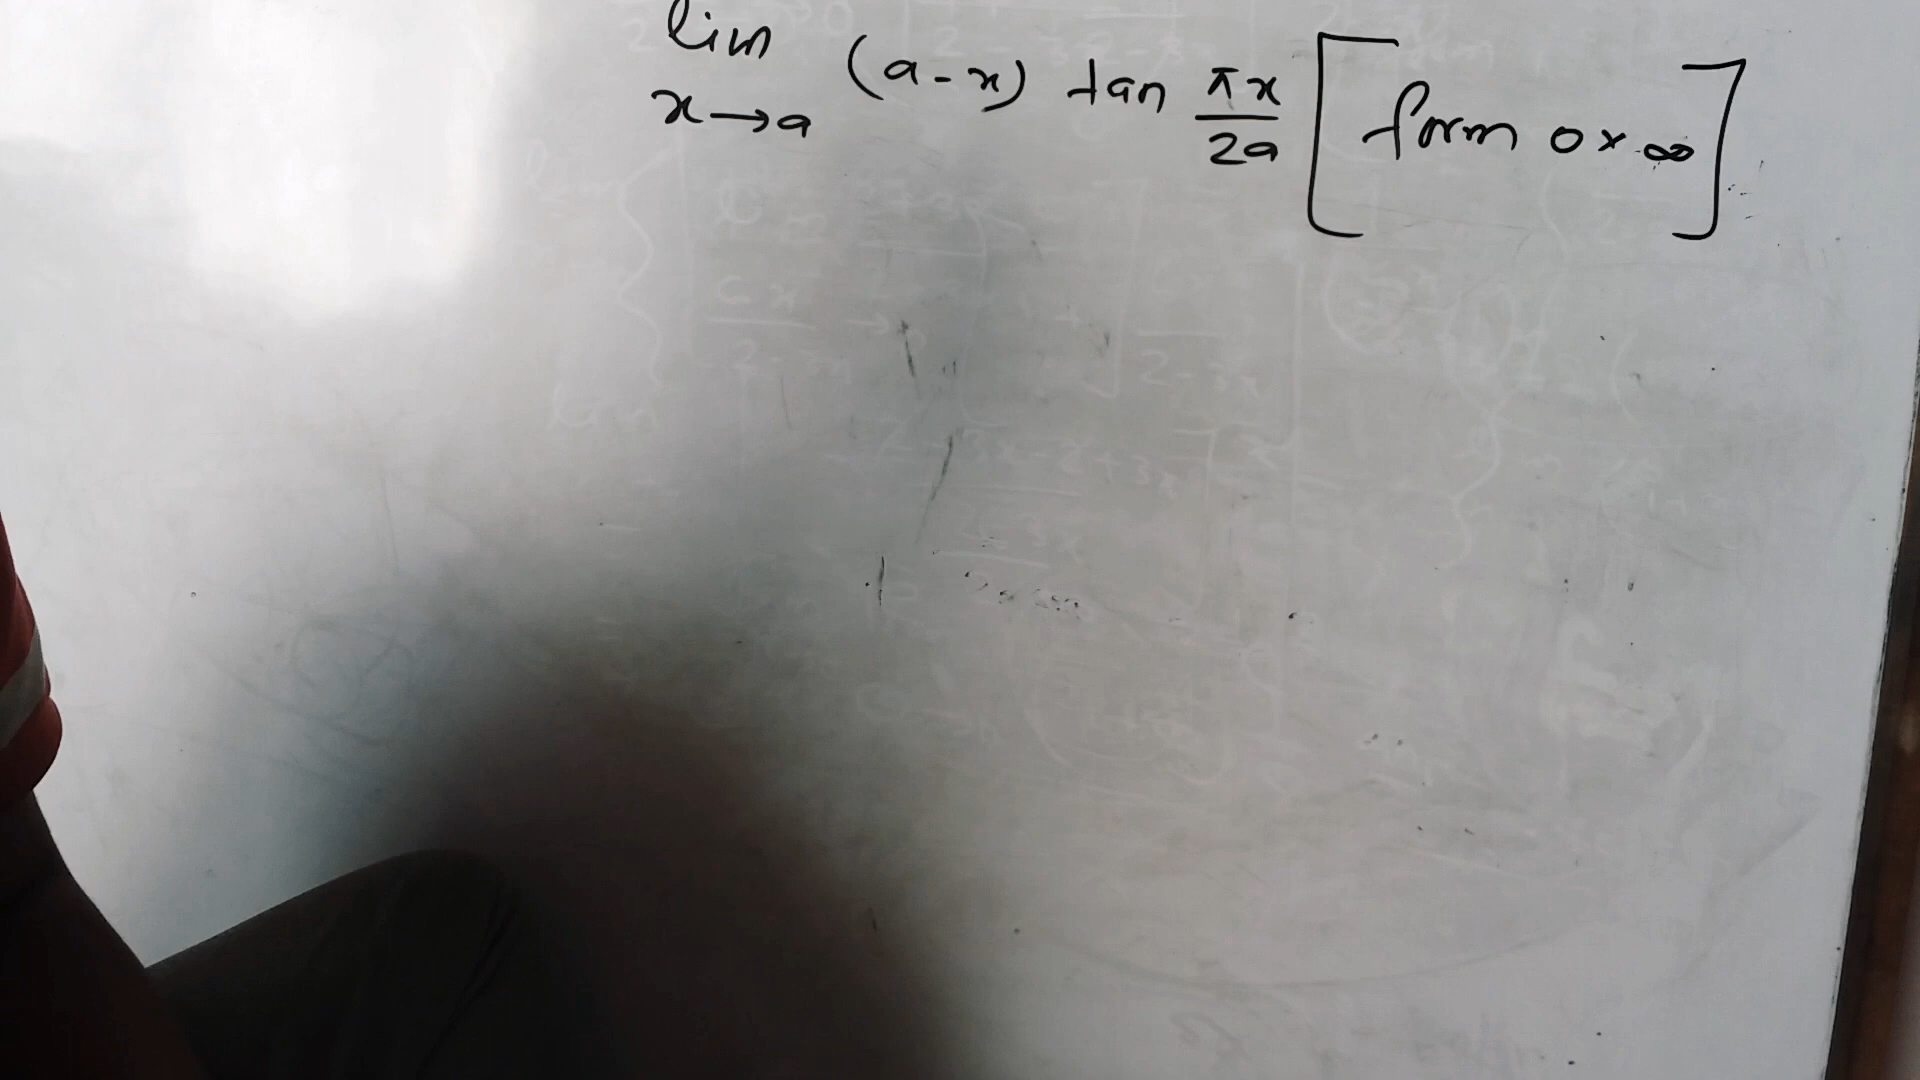 lim (a-x) tan πx/2a [form 0×∞]
x→a